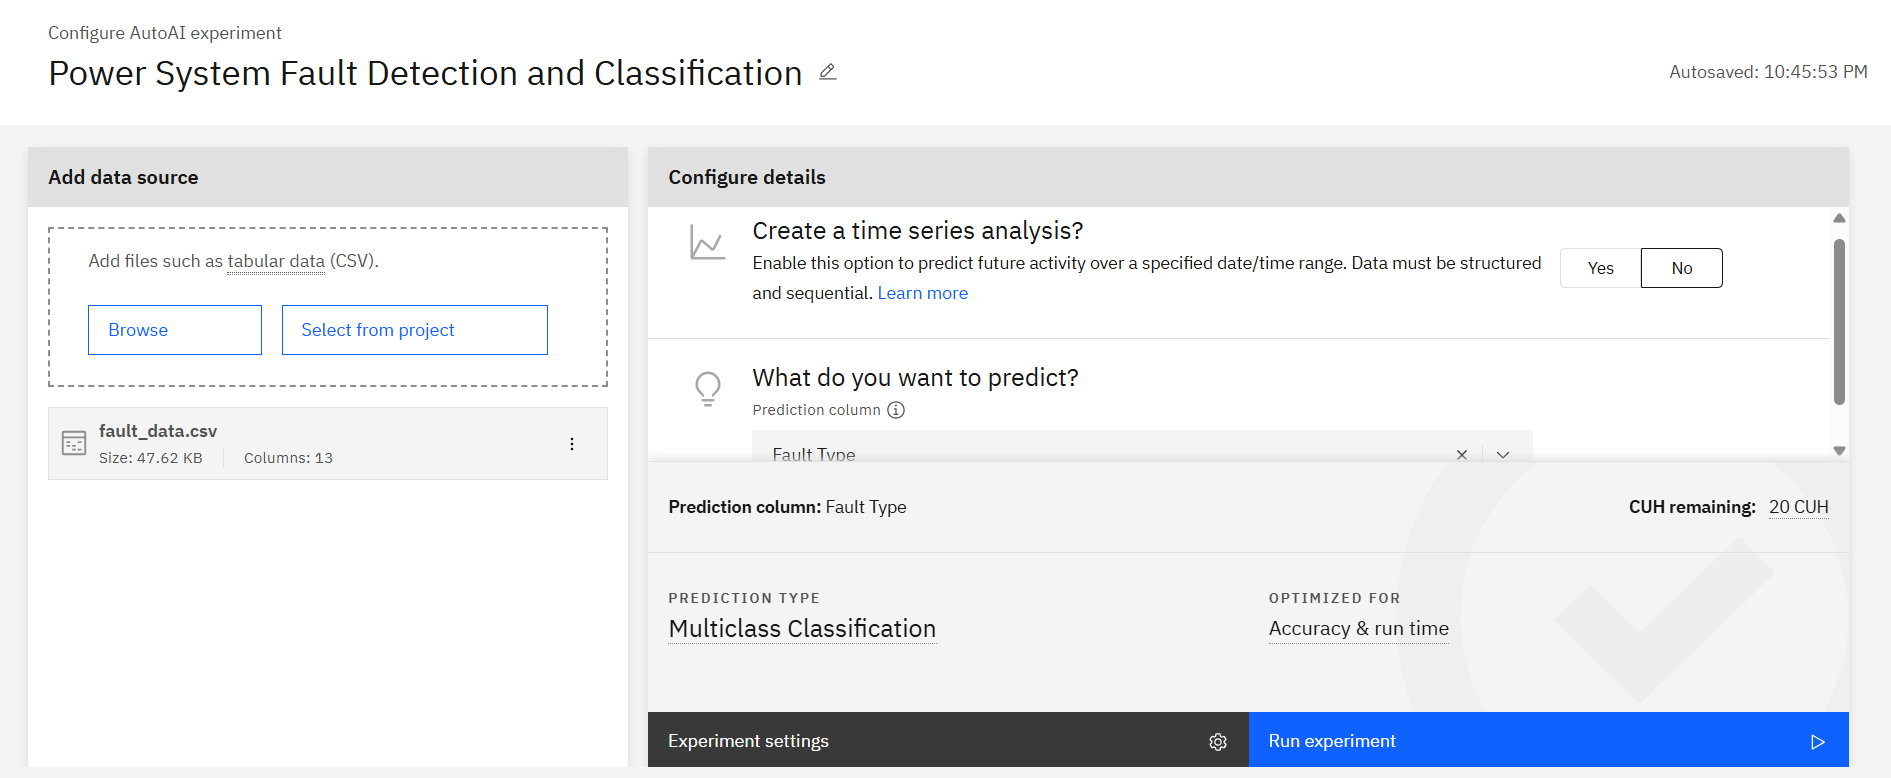 Configure AutoAI experiment
Power System Fault Detection and Classification
Autosaved: 10:45:53 PM
Add data source
Add files such as tabular data (CSV).
Browse
Select from project
fault_data.csv
Size: 47.62 KB
Columns: 13
Configure details
Create a time series analysis?
Enable this option to predict future activity over a specified date/time range. Data must be structured
and sequential. Learn more
Yes
No
What do you want to predict?
Prediction column
Fault Type
Prediction column: Fault Type
CUH remaining: 20 CUH
PREDICTION TYPE
Multiclass Classification
OPTIMIZED FOR
Accuracy & run time
Experiment settings
Run experiment